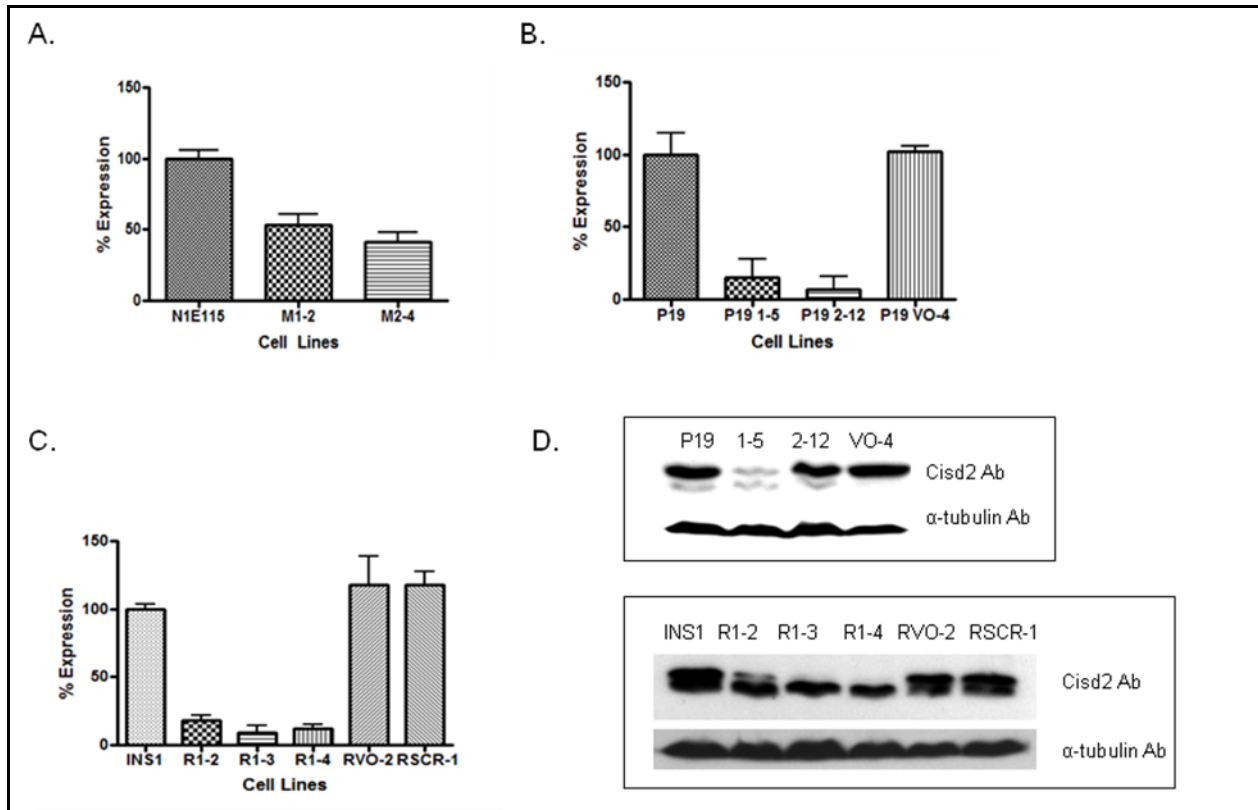 A.
150
100
50
0
% Expression
N1E115 M1-2 M2-4
Cell Lines
B.
150
100
50
0
% Expression
P19 P19 1-5 P19 2-12 P19 VO-4
Cell Lines
C.
150
100
50
0
% Expression
INS1 R1-2 R1-3 R1-4 RVO-2 RSCR-1
Cell Lines
D.
P19 1-5 2-12 VO-4
Cisd2 Ab
α-tubulin Ab
INS1 R1-2 R1-3 R1-4 RVO-2 RSCR-1
Cisd2 Ab
α-tubulin Ab